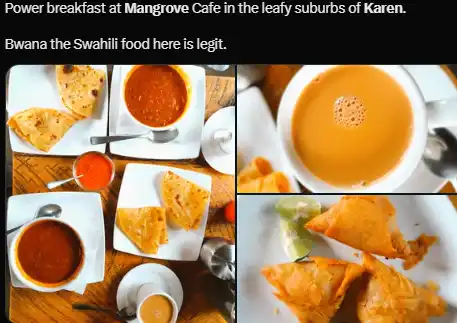 Power breakfast at Mangrove Cafe in the leafy suburbs of Karen.
Bwana the Swahili food here is legit.